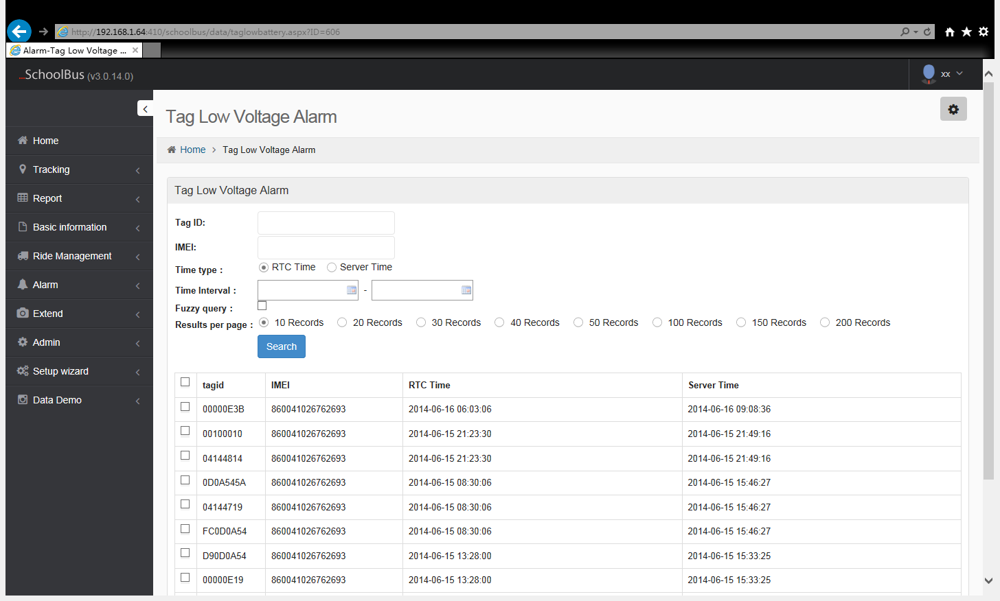 http://192.168.1.64:410/schoolbus/data/taglowbattery.aspx?ID=606
Alarm-Tag Low Voltage ...
...SchoolBus (v3.0.14.0)
xx
Tag Low Voltage Alarm
Home
Home > Tag Low Voltage Alarm
Tracking
Report
Basic information
Ride Management
Alarm
Extend
Admin
Setup wizard
Data Demo
Tag Low Voltage Alarm
Tag ID:
IMEI:
Time type : RTC Time Server Time
Time Interval : -
Fuzzy query :
Results per page : 10 Records 20 Records 30 Records 40 Records 50 Records 100 Records 150 Records 200 Records
Search
tagid IMEI RTC Time Server Time
00000E3B 860041026762693 2014-06-16 06:03:06 2014-06-16 09:08:36
00100010 860041026762693 2014-06-15 21:23:30 2014-06-15 21:49:16
04144814 860041026762693 2014-06-15 21:23:30 2014-06-15 21:49:16
0D0A545A 860041026762693 2014-06-15 08:30:06 2014-06-15 15:46:27
04144719 860041026762693 2014-06-15 08:30:06 2014-06-15 15:46:27
FC0D0A54 860041026762693 2014-06-15 08:30:06 2014-06-15 15:46:27
D90D0A54 860041026762693 2014-06-15 13:28:00 2014-06-15 15:33:25
00000E19 860041026762693 2014-06-15 13:28:00 2014-06-15 15:33:25